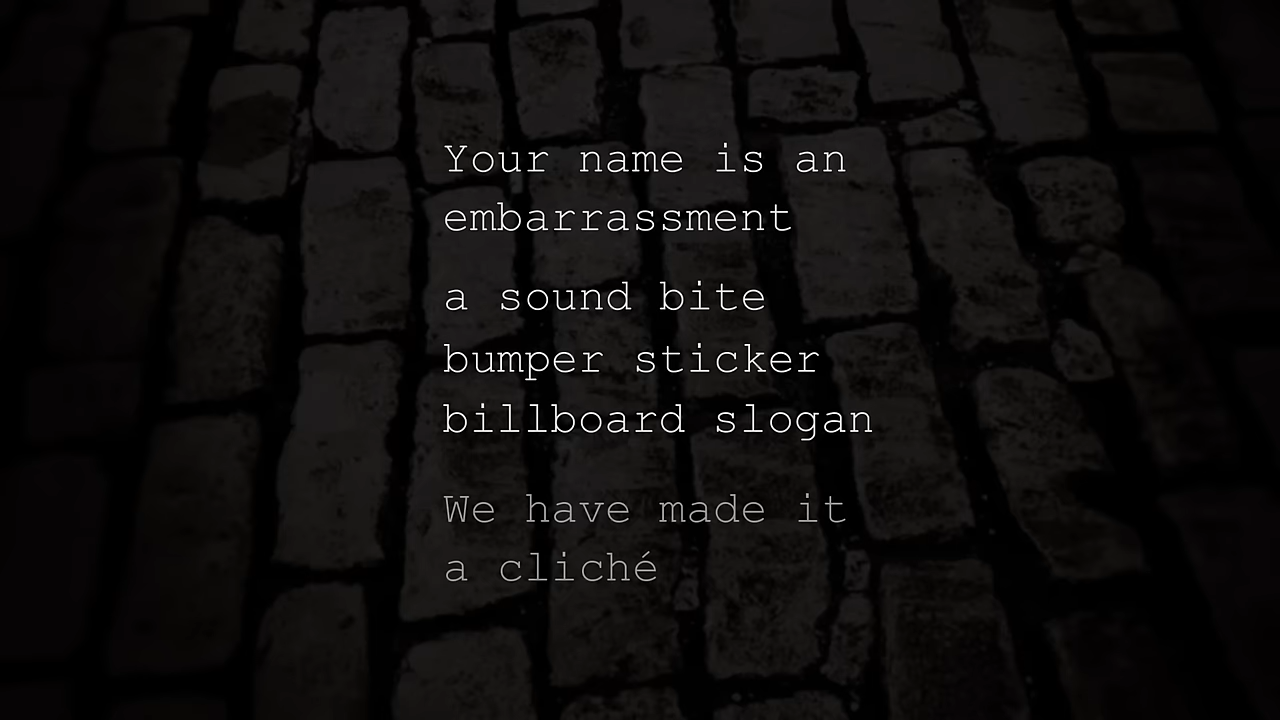 Your name is an
embarrassment
a sound bite
bumper sticker
billboard slogan
We have made it
a cliché